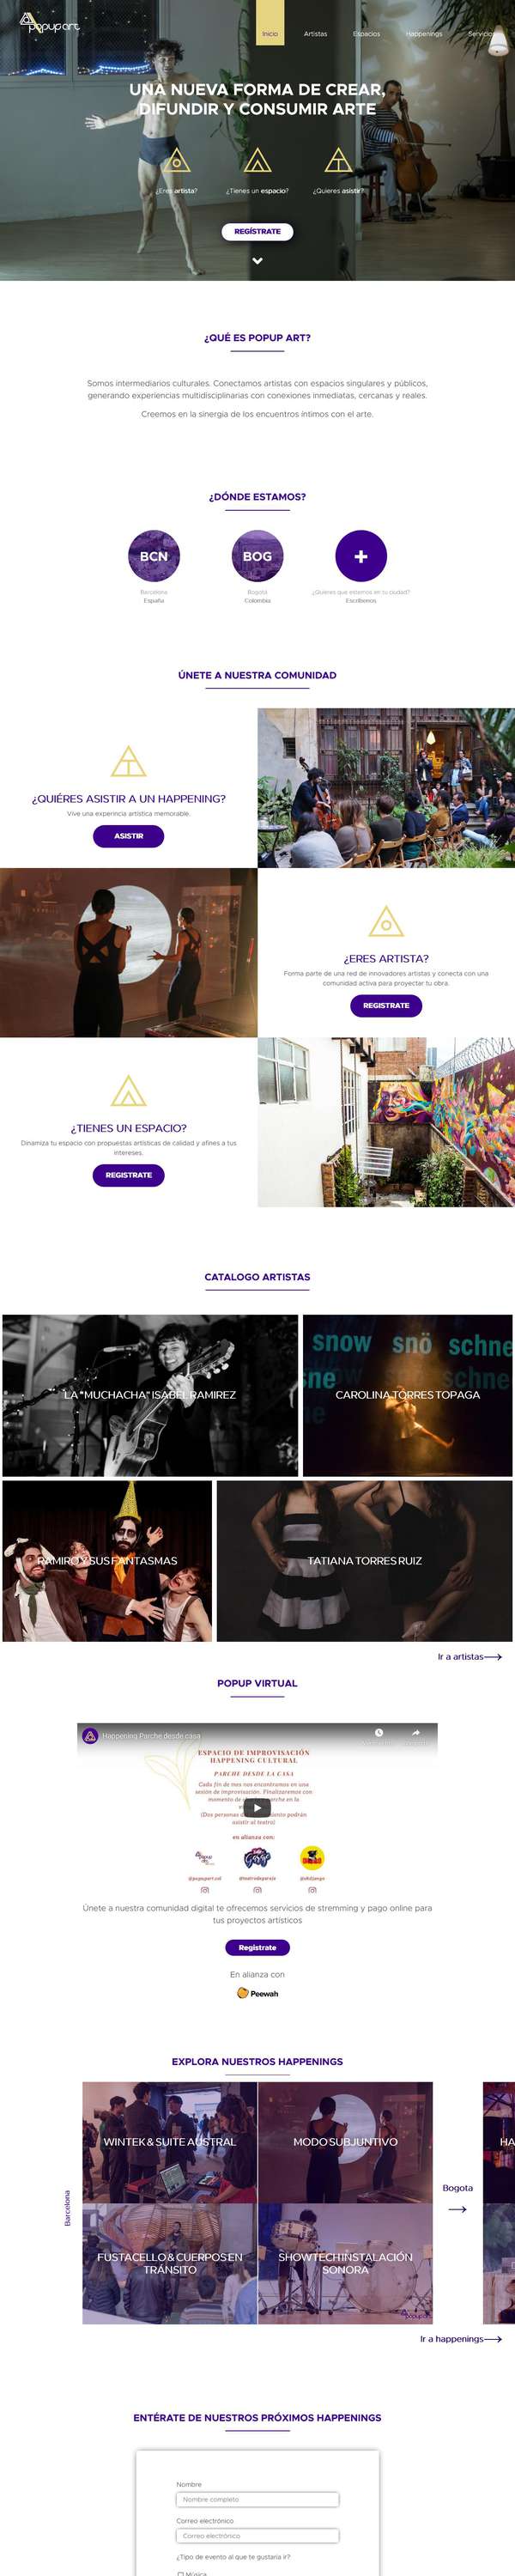 popupart
Inicio
Artistas
Espacios
Happenings
Servicios
UNA NUEVA FORMA DE CREAR,
DIFUNDIR Y CONSUMIR ARTE
¿Eres artista?
¿Tienes un espacio?
¿Quieres asistir?
REGÍSTRATE
¿QUÉ ES POPUP ART?
Somos intermediarios culturales. Conectamos artistas con espacios singulares y públicos,
generando experiencias multidisciplinarias con conexiones inmediatas, cercanas y reales.
Creemos en la sinergia de los encuentros íntimos con el arte.
¿DÓNDE ESTAMOS?
BCN
BOG
+
Barcelona
España
Bogotá
Colombia
¿Quieres que estemos en tu ciudad?
Escríbenos
ÚNETE A NUESTRA COMUNIDAD
¿QUIÉRES ASISTIR A UN HAPPENING?
Vive una experincia artística memorable.
ASISTIR
¿ERES ARTISTA?
Forma parte de una red de innovadores artistas y conecta con una
comunidad activa para proyectar tu obra.
REGISTRATE
¿TIENES UN ESPACIO?
Dinamiza tu espacio con propuestas artísticas de calidad y afines a tus
intereses.
REGISTRATE
CATALOGO ARTISTAS
LA "MUCHACHA" ISABEL RAMIREZ
snow snö schne
CAROLINA TORRES TOPAGA
RAMIRO Y SUS FANTASMAS
TATIANA TORRES RUIZ
Ir a artistas
POPUP VIRTUAL
Happening Parche desde casa
ESPACIO DE IMPROVISACIÓN
HAPPENING CULTURAL
PARCHE DESDE LA CASA
Cada fin de mes nos encontramos en una
sesión de improvisación. Finalizaremos con
momento de parche en la
(Dos personas podrán
asistir al teatro)
en alianza con:
@popupart.col
@teatrodegaraje
Únete a nuestra comunidad digital te ofrecemos servicios de stremming y pago online para
tus proyectos artísticos
Registrate
En alianza con
Peewah
EXPLORA NUESTROS HAPPENINGS
Barcelona
WINTEK & SUITE AUSTRAL
MODO SUBJUNTIVO
HA
Bogota
FUSTACELLO & CUERPOS EN
TRÁNSITO
SHOWTECH INSTALACIÓN
SONORA
popupart
Ir a happenings
ENTÉRATE DE NUESTROS PRÓXIMOS HAPPENINGS
Nombre
Nombre completo
Correo electrónico
Correo electrónico
¿Tipo de evento al que te gustaría ir?
Música